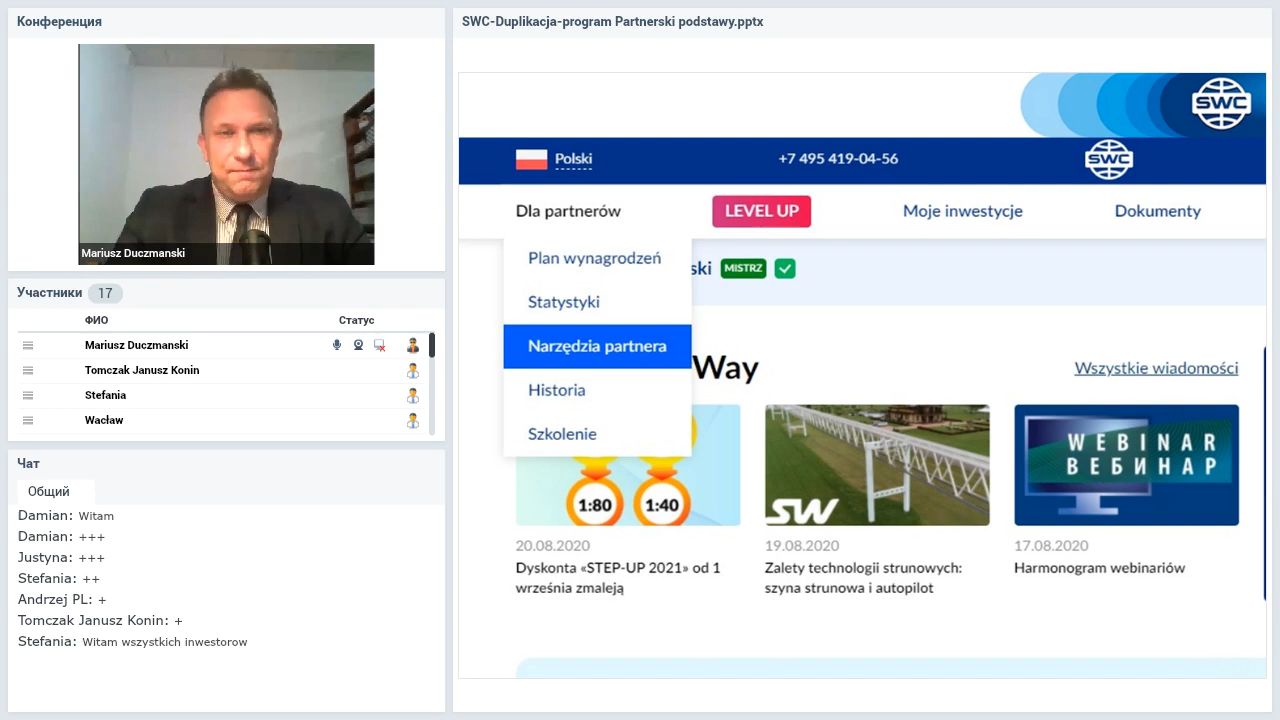 Конференция
Mariusz Duczmanski
Участники 17
ФИО Статус
Mariusz Duczmanski
Tomczak Janusz Konin
Stefania
Wacław
Чат
Общий
Damian: Witam
Damian: +++
Justyna: +++
Stefania: ++
Andrzej PL: +
Tomczak Janusz Konin: +
Stefania: Witam wszystkich inwestorow
SWC-Duplikacja-program Partnerski podstawy.pptx
SWC
Polski +7 495 419-04-56 SWC
Dla partnerów LEVEL UP Moje inwestycje Dokumenty
Plan wynagrodzeń
ski MISTRZ
Statystyki
Narzędzia partnera
Way Wszystkie wiadomości
Historia
Szkolenie
1:80 1:40
SW
WEBINAR
ВЕБИНАР
20.08.2020
Dyskonta «STEP-UP 2021» od 1
września zmaleją
19.08.2020
Zalety technologii strunowych:
szyna strunowa i autopilot
17.08.2020
Harmonogram webinariów